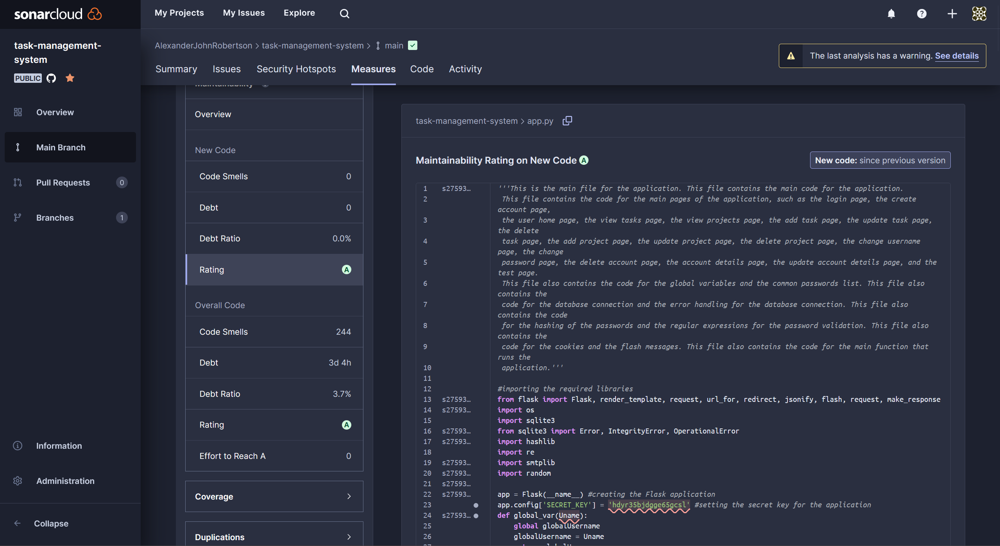 sonarcloud
My Projects
My Issues
Explore
task-management-
system
PUBLIC
AlexanderJohnRobertson > task-management-system > main
The last analysis has a warning. See details
Summary
Issues
Security Hotspots
Measures
Code
Activity
Overview
Main Branch
Pull Requests 0
Branches 1
Information
Administration
Collapse
Maintainability
Overview
New Code
Code Smells 0
Debt 0
Debt Ratio 0.0%
Rating A
Overall Code
Code Smells 244
Debt 3d 4h
Debt Ratio 3.7%
Rating A
Effort to Reach A 0
Coverage
Duplications
task-management-system > app.py
Maintainability Rating on New Code A
New code: since previous version
1 s27593… '''This is the main file for the application. This file contains the main code for the application.
2 This file contains the code for the main pages of the application, such as the login page, the create
account page,
3 the user home page, the view tasks page, the view projects page, the add task page, the update task page,
the delete
4 task page, the add project page, the update project page, the delete project page, the change username
page, the change
5 password page, the delete account page, the account details page, the update account details page, and the
test page.
6 This file also contains the code for the global variables and the common passwords list. This file also
contains the
7 code for the database connection and the error handling for the database connection. This file also
contains the code
8 for the hashing of the passwords and the regular expressions for the password validation. This file also
contains the
9 code for the cookies and the flash messages. This file also contains the code for the main function that
runs the
10 application.'''
11
12 #importing the required libraries
13 s27593… from flask import Flask, render_template, request, url_for, redirect, jsonify, flash, request, make_response
14 s27593… import os
15 import sqlite3
16 s27593… from sqlite3 import Error, IntegrityError, OperationalError
17 s27593… import hashlib
18 import re
19 s27593… import smtplib
20 s27593… import random
21 s27593…
22 s27593… app = Flask(__name__) #creating the Flask application
23 app.config['SECRET_KEY'] = 'hdyr35bjdgge65gcsl' #setting the secret key for the application
24 s27593… def global_var(Uname):
25 global globalUsername
26 globalUsername = Uname